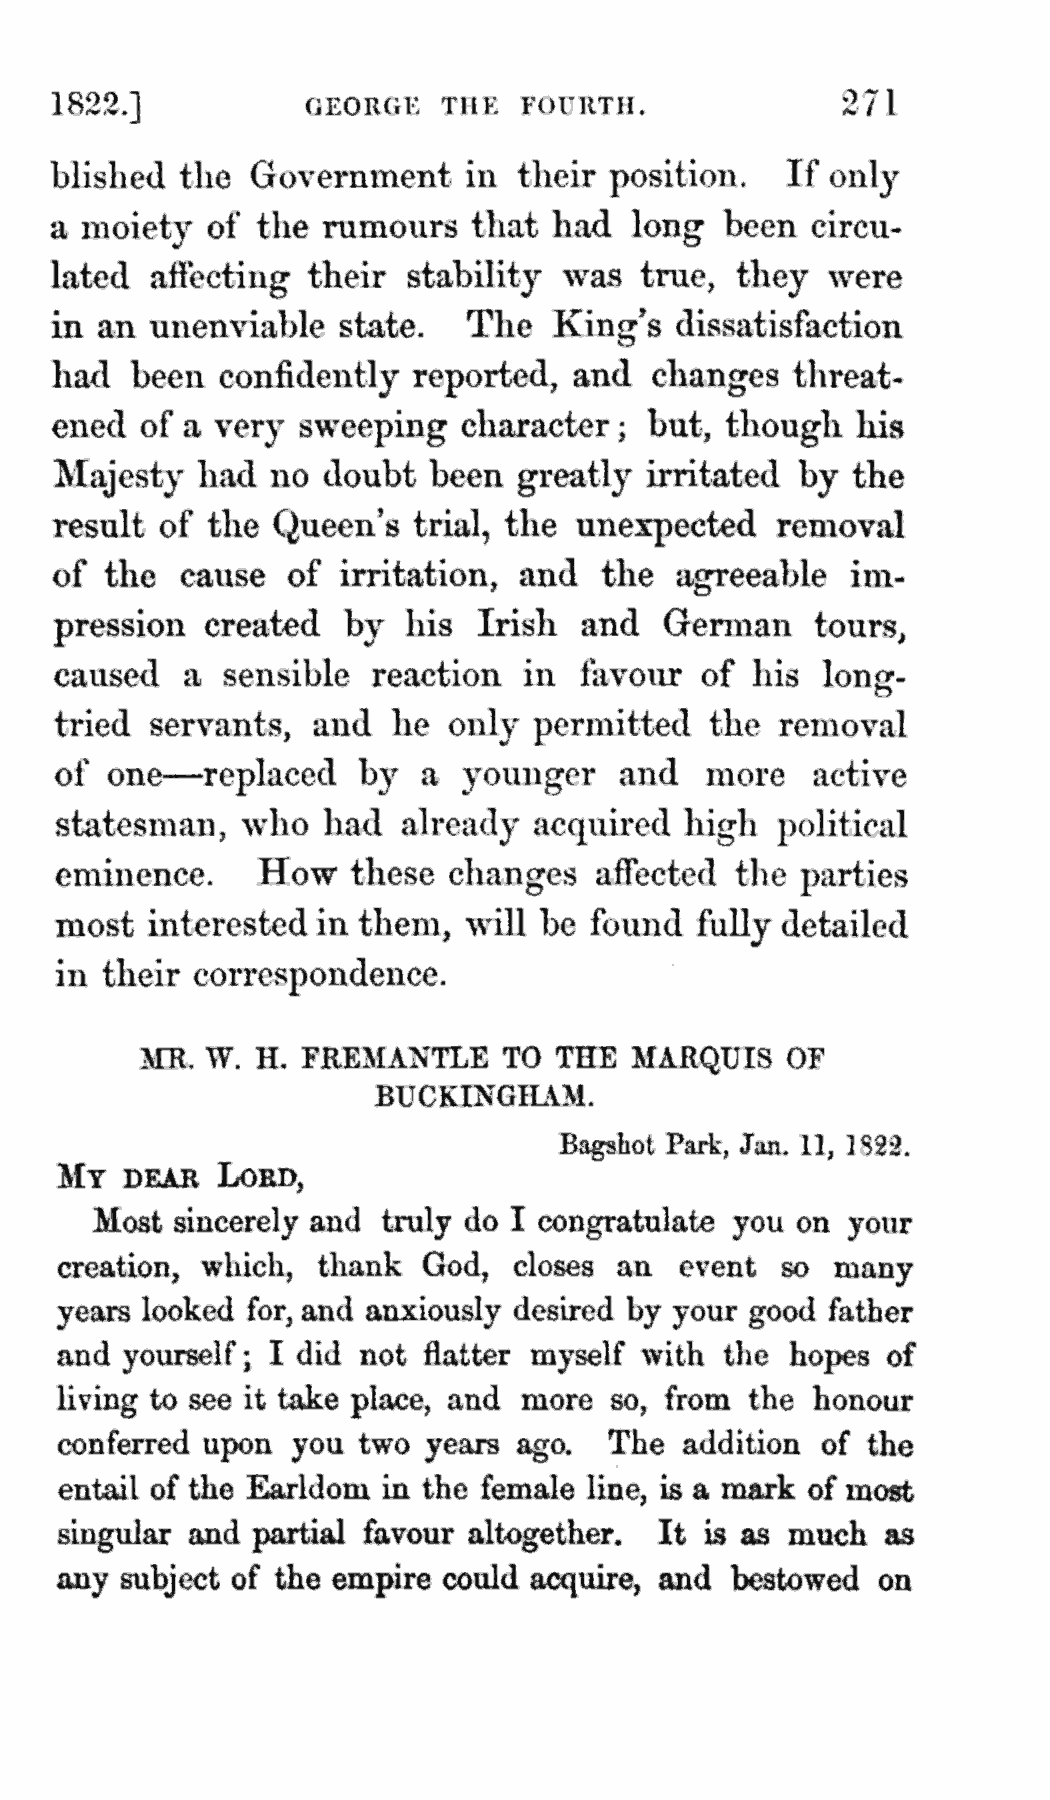 1822.] GEORGE THE FOURTH. 271
blished the Government in their position. If only
a moiety of the rumours that had long been circu-
lated affecting their stability was true, they were
in an unenviable state. The King's dissatisfaction
had been confidently reported, and changes threat-
ened of a very sweeping character; but, though his
Majesty had no doubt been greatly irritated by the
result of the Queen's trial, the unexpected removal
of the cause of irritation, and the agreeable im-
pression created by his Irish and German tours,
caused a sensible reaction in favour of his long-
tried servants, and he only permitted the removal
of one—replaced by a younger and more active
statesman, who had already acquired high political
eminence. How these changes affected the parties
most interested in them, will be found fully detailed
in their correspondence.
MR. W. H. FREMANTLE TO THE MARQUIS OF
BUCKINGHAM.
Bagshot Park, Jan. 11, 1822.
MY DEAR LORD,
Most sincerely and truly do I congratulate you on your
creation, which, thank God, closes an event so many
years looked for, and anxiously desired by your good father
and yourself; I did not flatter myself with the hopes of
living to see it take place, and more so, from the honour
conferred upon you two years ago. The addition of the
entail of the Earldom in the female line, is a mark of most
singular and partial favour altogether. It is as much as
any subject of the empire could acquire, and bestowed on